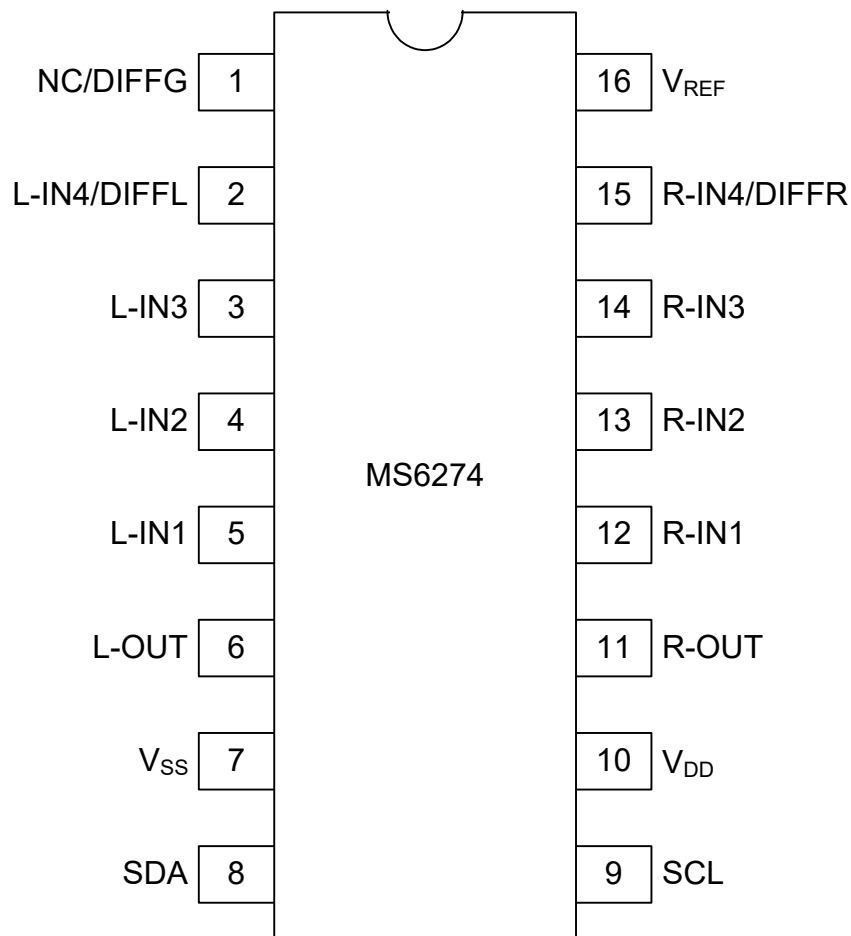 NC/DIFFG 1 16 VREF
L-IN4/DIFFL 2 15 R-IN4/DIFFR
L-IN3 3 14 R-IN3
L-IN2 4 13 R-IN2
MS6274
L-IN1 5 12 R-IN1
L-OUT 6 11 R-OUT
VSS 7 10 VDD
SDA 8 9 SCL